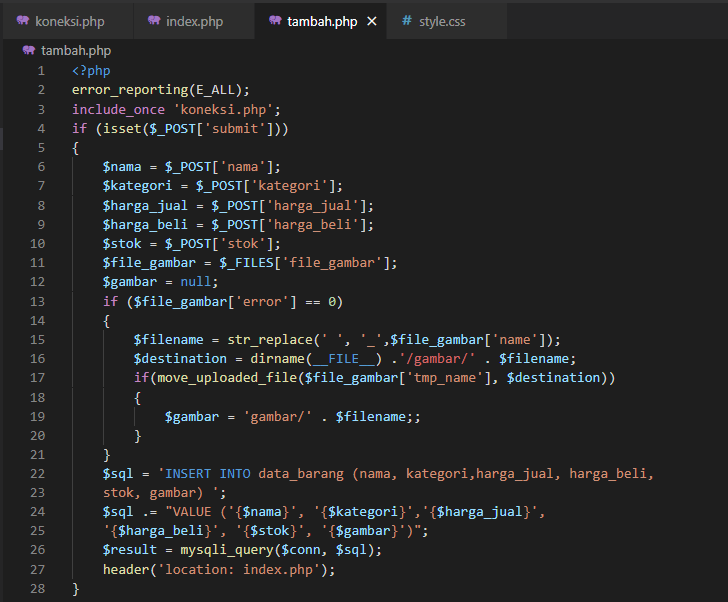 koneksi.php index.php tambah.php × # style.css
tambah.php
1 <?php
2 error_reporting(E_ALL);
3 include_once 'koneksi.php';
4 if (isset($_POST['submit']))
5 {
6 $nama = $_POST['nama'];
7 $kategori = $_POST['kategori'];
8 $harga_jual = $_POST['harga_jual'];
9 $harga_beli = $_POST['harga_beli'];
10 $stok = $_POST['stok'];
11 $file_gambar = $_FILES['file_gambar'];
12 $gambar = null;
13 if ($file_gambar['error'] == 0)
14 {
15 $filename = str_replace(' ', '_',$file_gambar['name']);
16 $destination = dirname(__FILE__) .'/gambar/' . $filename;
17 if(move_uploaded_file($file_gambar['tmp_name'], $destination))
18 {
19 $gambar = 'gambar/' . $filename;;
20 }
21 }
22 $sql = 'INSERT INTO data_barang (nama, kategori,harga_jual, harga_beli,
23 stok, gambar) ';
24 $sql .= "VALUE ('{$nama}', '{$kategori}','{$harga_jual}',
25 '{$harga_beli}', '{$stok}', '{$gambar}')";
26 $result = mysqli_query($conn, $sql);
27 header('location: index.php');
28 }